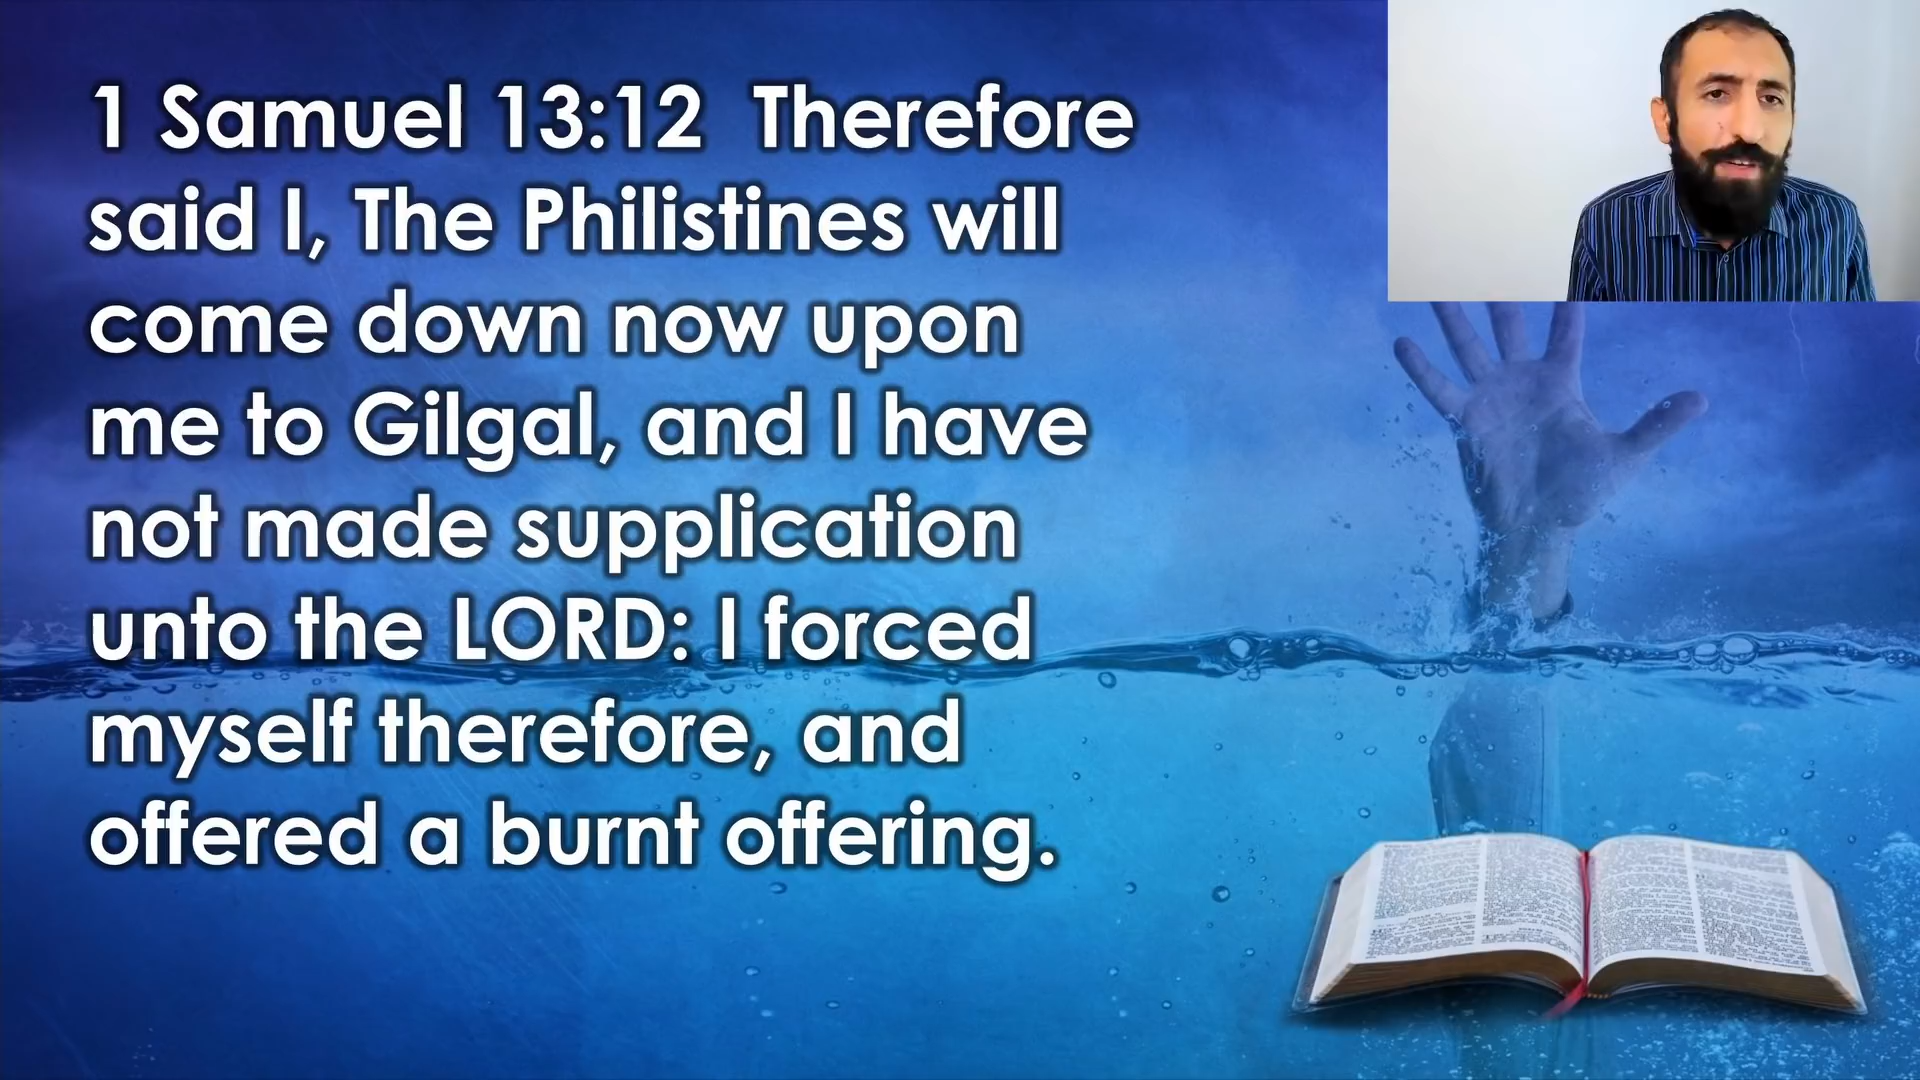 1 Samuel 13:12  Therefore
said I, The Philistines will
come down now upon
me to Gilgal, and I have
not made supplication
unto the LORD: I forced
myself therefore, and
offered a burnt offering.